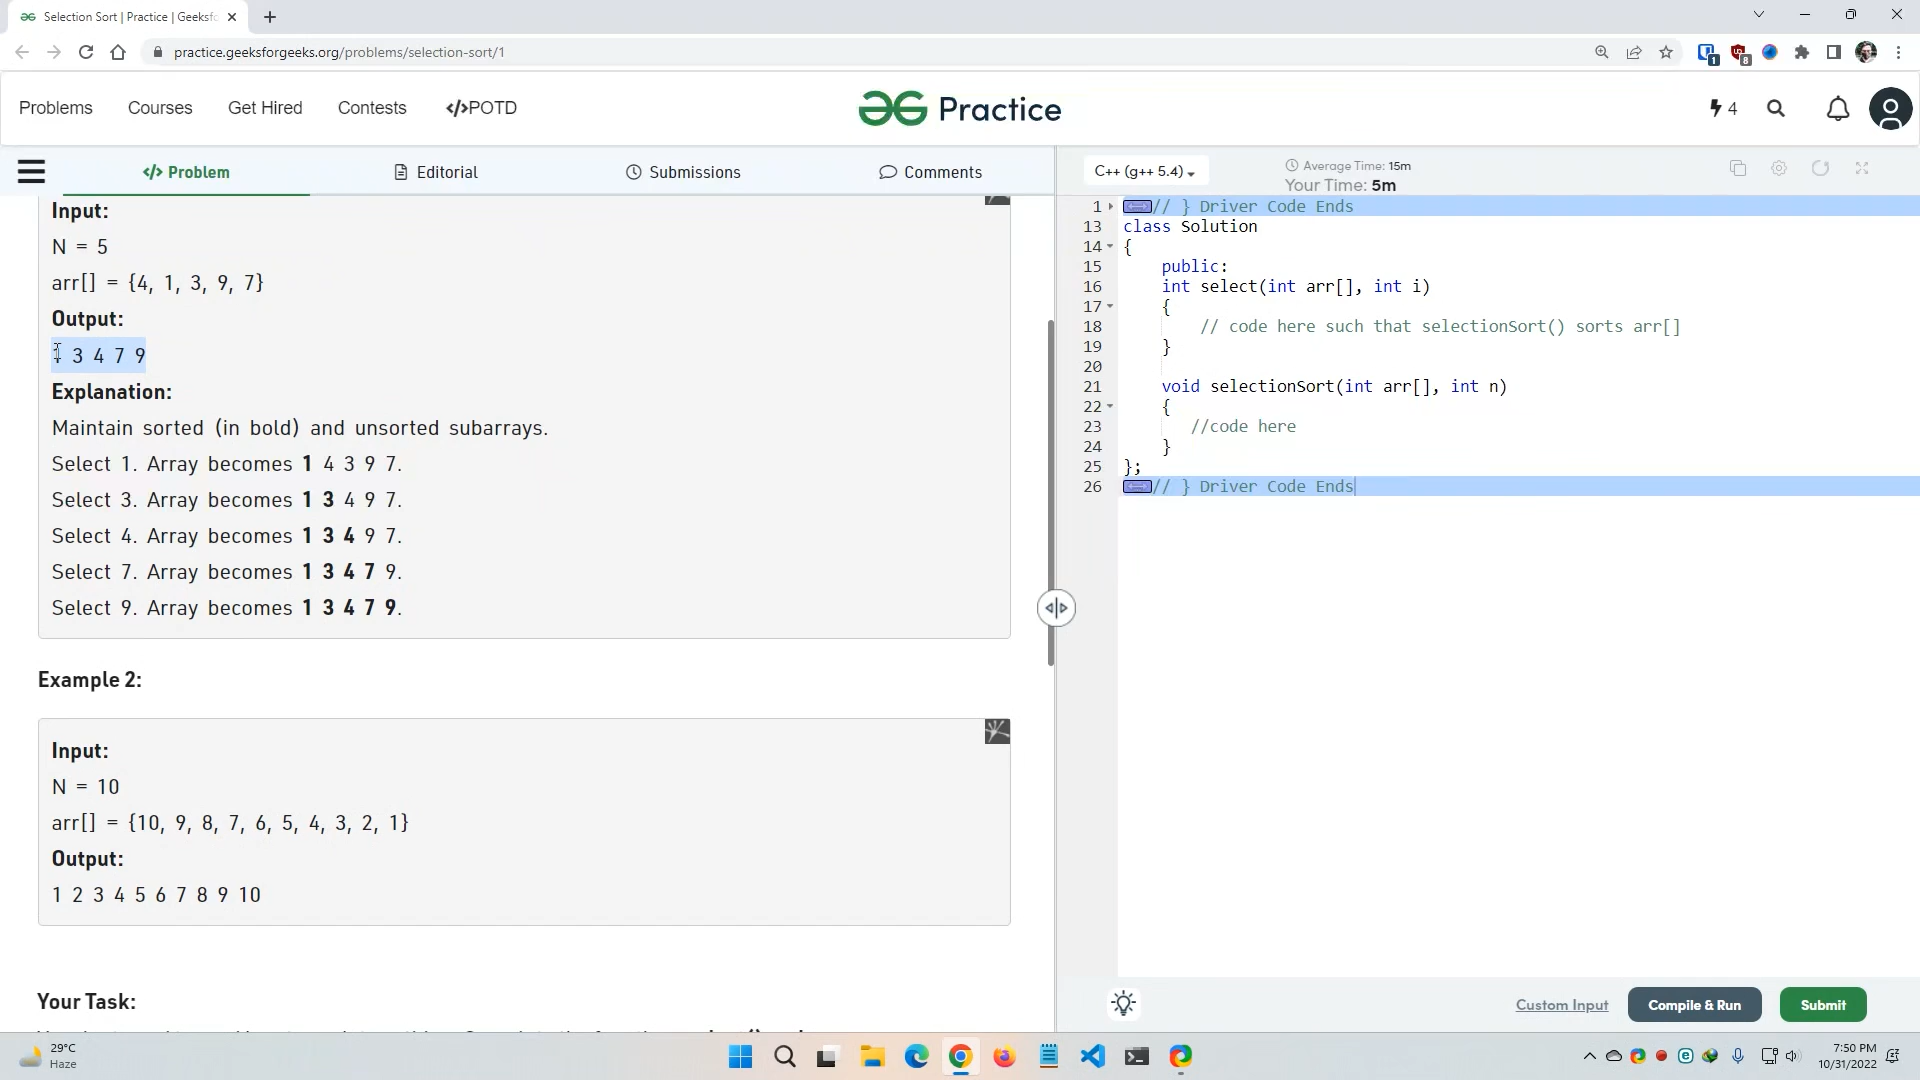 Selection Sort | Practice | Geeksfo
practice.geeksforgeeks.org/problems/selection-sort/1
1
8
Problems
Courses
Get Hired
Contests
</>POTD
Practice
4
</> Problem
Editorial
Submissions
Comments
Input:
N = 5
arr[] = {4, 1, 3, 9, 7}
Output:
1 3 4 7 9
Explanation:
Maintain sorted (in bold) and unsorted subarrays.
Select 1. Array becomes 1 4 3 9 7.
Select 3. Array becomes 1 3 4 9 7.
Select 4. Array becomes 1 3 4 9 7.
Select 7. Array becomes 1 3 4 7 9.
Select 9. Array becomes 1 3 4 7 9.
Example 2:
Input:
N = 10
arr[] = {10, 9, 8, 7, 6, 5, 4, 3, 2, 1}
Output:
1 2 3 4 5 6 7 8 9 10
Your Task:
C++ (g++ 5.4)
Average Time: 15m
Your Time: 5m
1 // } Driver Code Ends
13 class Solution
14 {
15 public:
16 int select(int arr[], int i)
17 {
18 // code here such that selectionSort() sorts arr[]
19 }
20
21 void selectionSort(int arr[], int n)
22 {
23 //code here
24 }
25 };
26 // } Driver Code Ends
Custom Input
Compile & Run
Submit
29°C
Haze
7:50 PM
10/31/2022